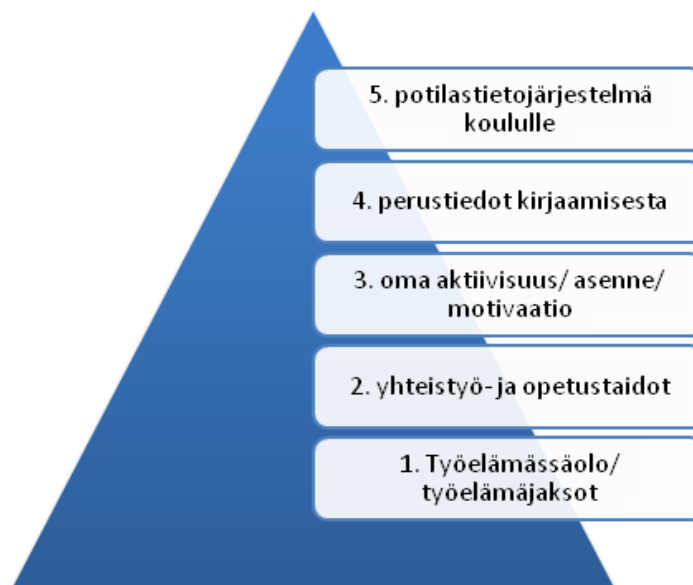 5. potilastietojärjestelmä
koululle
4. perustiedot kirjaamisesta
3. oma aktiivisuus/ asenne/
motivaatio
2. yhteistyö- ja opetustaidot
1. Työelämässäolo/
työelämäjaksot